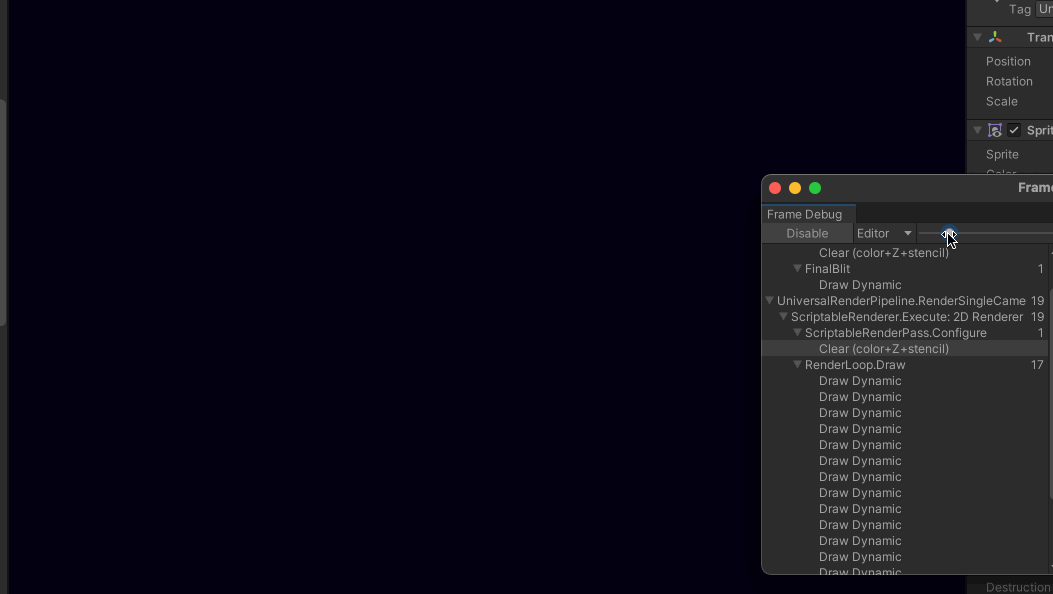 Tag Un
Tran
Position
Rotation
Scale
Sprit
Sprite
Frame
Frame Debug
Disable Editor
Clear (color+Z+stencil)
FinalBlit 1
Draw Dynamic
UniversalRenderPipeline.RenderSingleCame 19
ScriptableRenderer.Execute: 2D Renderer 19
ScriptableRenderPass.Configure 1
Clear (color+Z+stencil)
RenderLoop.Draw 17
Draw Dynamic
Draw Dynamic
Draw Dynamic
Draw Dynamic
Draw Dynamic
Draw Dynamic
Draw Dynamic
Draw Dynamic
Draw Dynamic
Draw Dynamic
Draw Dynamic
Draw Dynamic
Draw Dynamic
Destruction